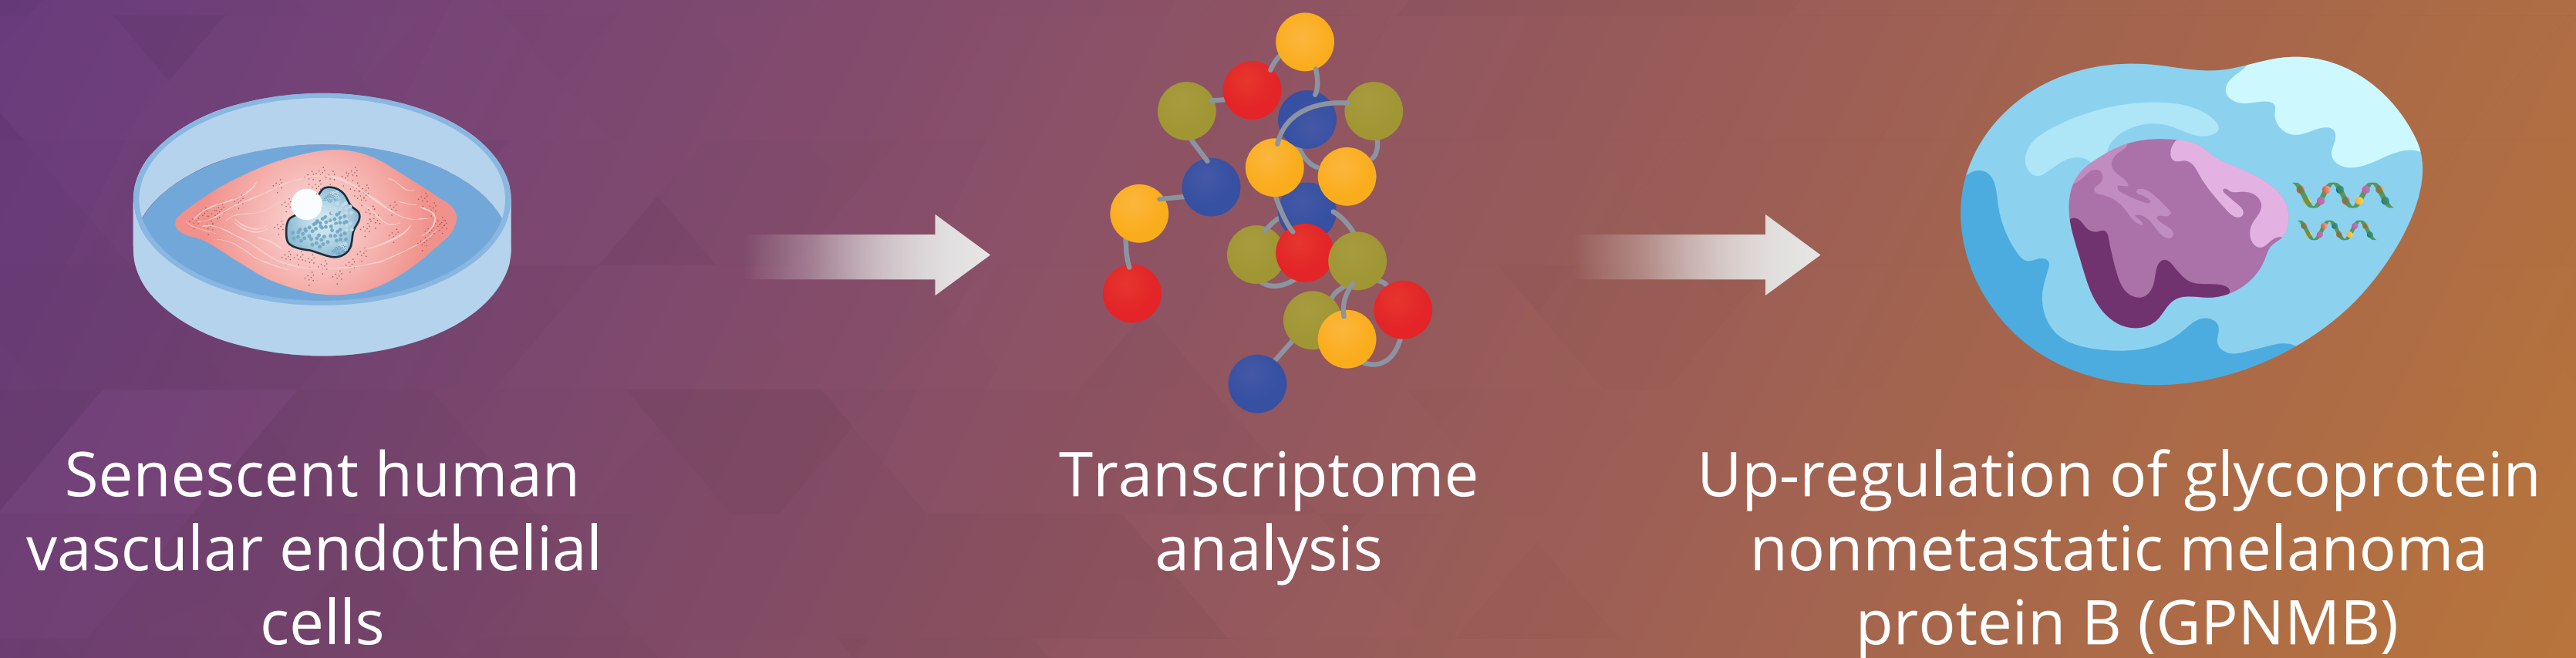 Senescent human
vascular endothelial
cells
Transcriptome
analysis
Up-regulation of glycoprotein
nonmetastatic melanoma
protein B (GPNMB)